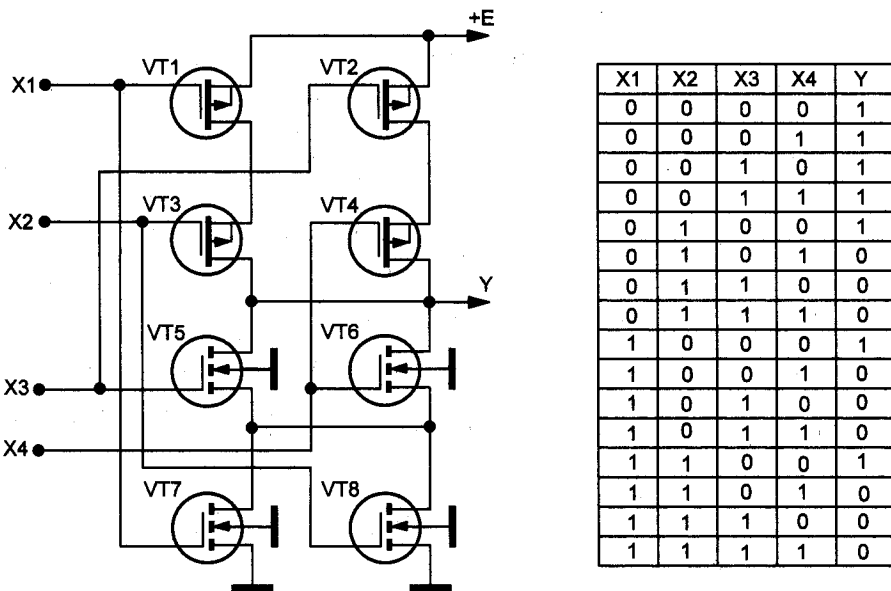 +E
X1
VT1
VT2
X2
VT3
VT4
Y
VT5
VT6
X3
X4
VT7
VT8
X1 X2 X3 X4 Y
0 0 0 0 1
0 0 0 1 1
0 0 1 0 1
0 0 1 1 1
0 1 0 0 1
0 1 0 1 0
0 1 1 0 0
0 1 1 1 0
1 0 0 0 1
1 0 0 1 0
1 0 1 0 0
1 0 1 1 0
1 1 0 0 1
1 1 0 1 0
1 1 1 0 0
1 1 1 1 0